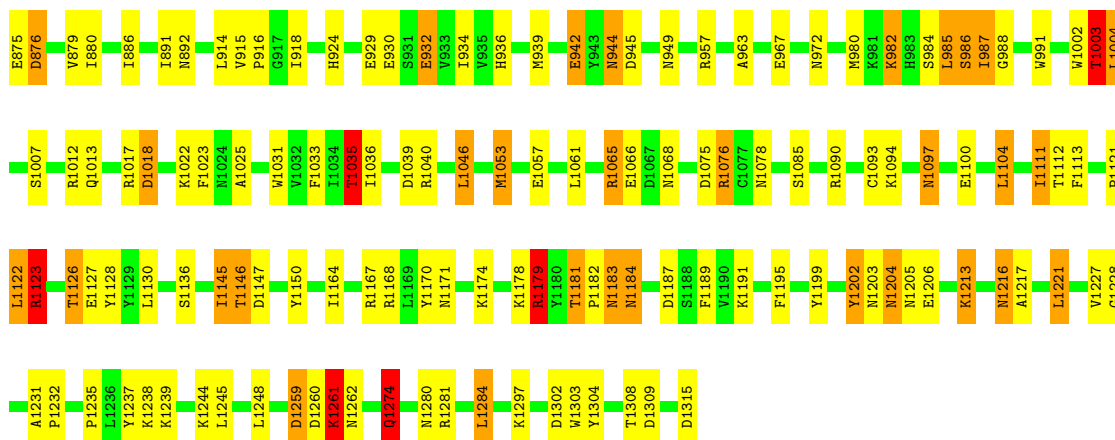 E875 D876 V879 I880 I886 I891 N892 L914 V915 P916 G917 I918 H924 E929 E930 S931 E932 V933 I934 V935 H936 M939 E942 Y943 N944 D945 R957 A963 E967 N972 M980 K981 K982 H983 S984 L985 S986 I987 G988 W991 W1002 T1003
S1007 R1012 Q1013 R1017 D1018 K1022 F1023 N1024 A1025 W1031 V1032 F1033 I1034 T1035 I1036 D1039 R1040 L1046 M1053 E1057 L1061 R1065 E1066 D1067 N1068 D1075 R1076 C1077 N1078 S1085 R1090 C1093 K1094 N1097 E1100 L1104 I1111 T1112 F1113
L1122 R1123 T1126 E1127 Y1128 Y1129 L1130 S1136 I1145 T1146 D1147 Y1150 I1164 R1167 R1168 L1169 Y1170 N1171 K1174 K1178 R1179 Y1180 T1181 P1182 N1183 N1184 D1187 S1188 F1189 V1190 K1191 F1195 Y1199 Y1202 N1203 N1204 N1205 E1206 K1213 N1216 A1217 L1221 V1227
A1231 P1232 P1235 L1236 Y1237 K1238 K1239 K1244 L1245 L1248 D1259 D1260 K1261 N1262 Q1274 N1280 R1281 L1284 K1297 D1302 W1303 Y1304 T1308 D1309 D1315